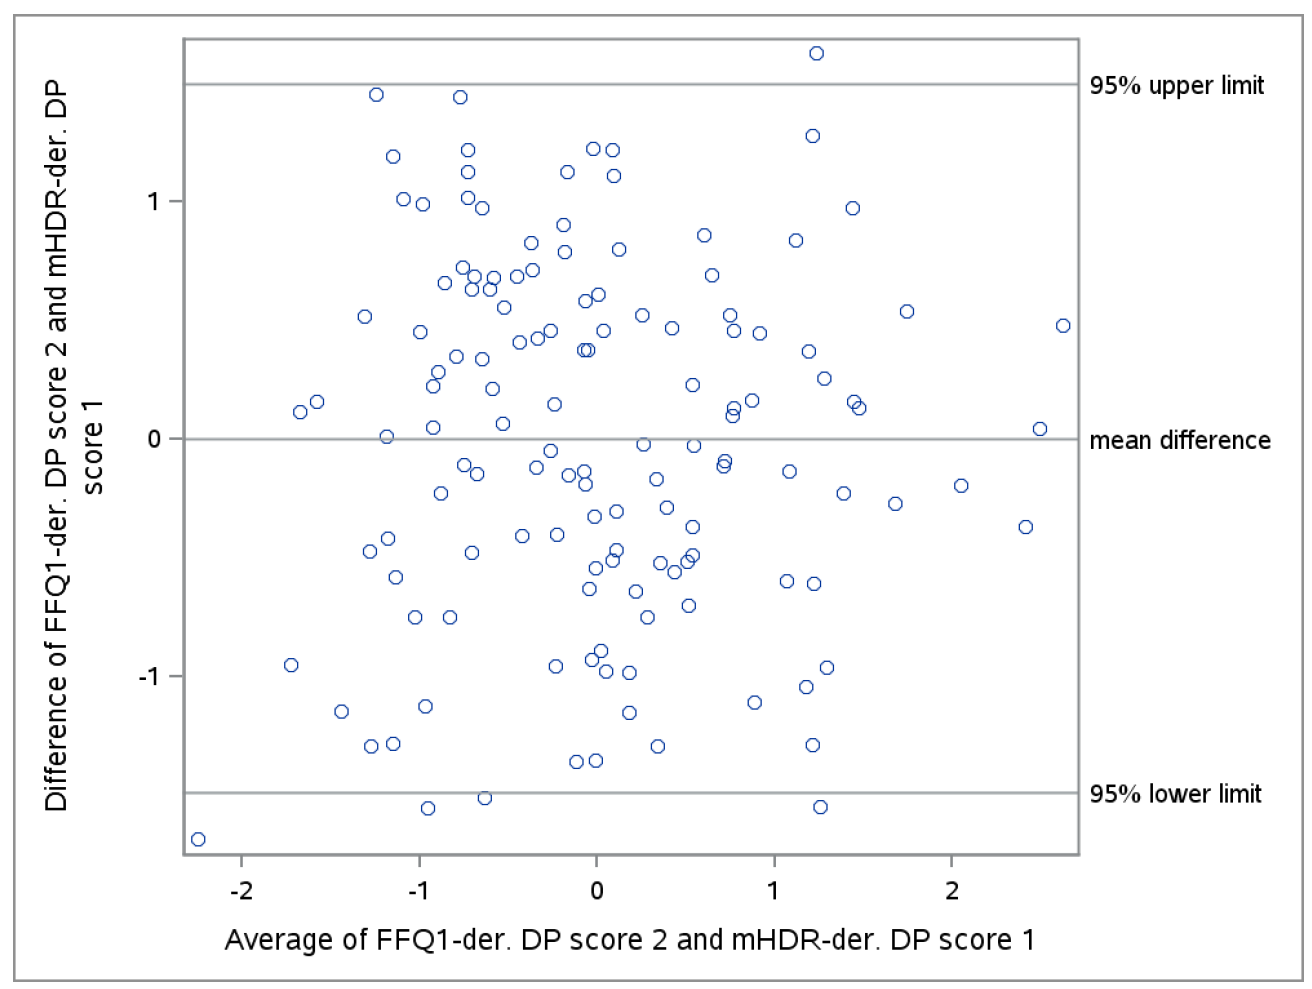 Difference of FFQ1-der. DP score 2 and mHDR-der. DP
score 1
95% upper limit
1
0
mean difference
-1
95% lower limit
-2 -1 0 1 2
Average of FFQ1-der. DP score 2 and mHDR-der. DP score 1